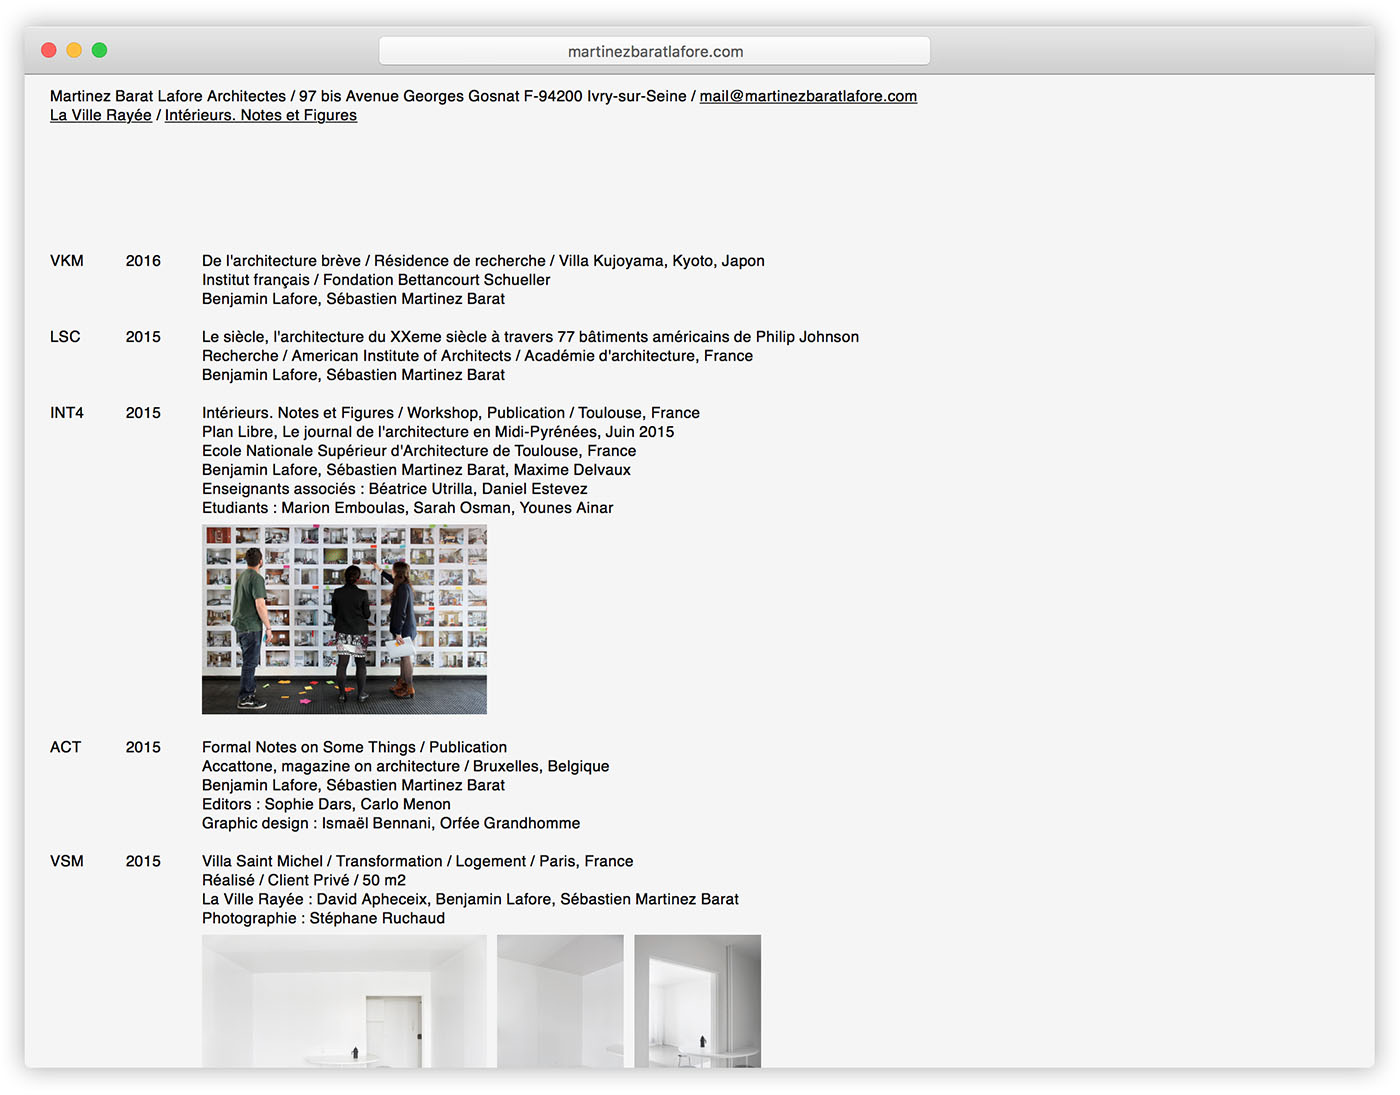 martinezbaratlafore.com
Martinez Barat Lafore Architectes / 97 bis Avenue Georges Gosnat F-94200 Ivry-sur-Seine / mail@martinezbaratlafore.com
La Ville Rayée / Intérieurs. Notes et Figures
VKM 2016 De l'architecture brève / Résidence de recherche / Villa Kujoyama, Kyoto, Japon
Institut français / Fondation Bettancourt Schueller
Benjamin Lafore, Sébastien Martinez Barat
LSC 2015 Le siècle, l'architecture du XXeme siècle à travers 77 bâtiments américains de Philip Johnson
Recherche / American Institute of Architects / Académie d'architecture, France
Benjamin Lafore, Sébastien Martinez Barat
INT4 2015 Intérieurs. Notes et Figures / Workshop, Publication / Toulouse, France
Plan Libre, Le journal de l'architecture en Midi-Pyrénées, Juin 2015
Ecole Nationale Supérieur d'Architecture de Toulouse, France
Benjamin Lafore, Sébastien Martinez Barat, Maxime Delvaux
Enseignants associés : Béatrice Utrilla, Daniel Estevez
Etudiants : Marion Emboulas, Sarah Osman, Younes Ainar
ACT 2015 Formal Notes on Some Things / Publication
Accattone, magazine on architecture / Bruxelles, Belgique
Benjamin Lafore, Sébastien Martinez Barat
Editors : Sophie Dars, Carlo Menon
Graphic design : Ismaël Bennani, Orfée Grandhomme
VSM 2015 Villa Saint Michel / Transformation / Logement / Paris, France
Réalisé / Client Privé / 50 m2
La Ville Rayée : David Apheceix, Benjamin Lafore, Sébastien Martinez Barat
Photographie : Stéphane Ruchaud